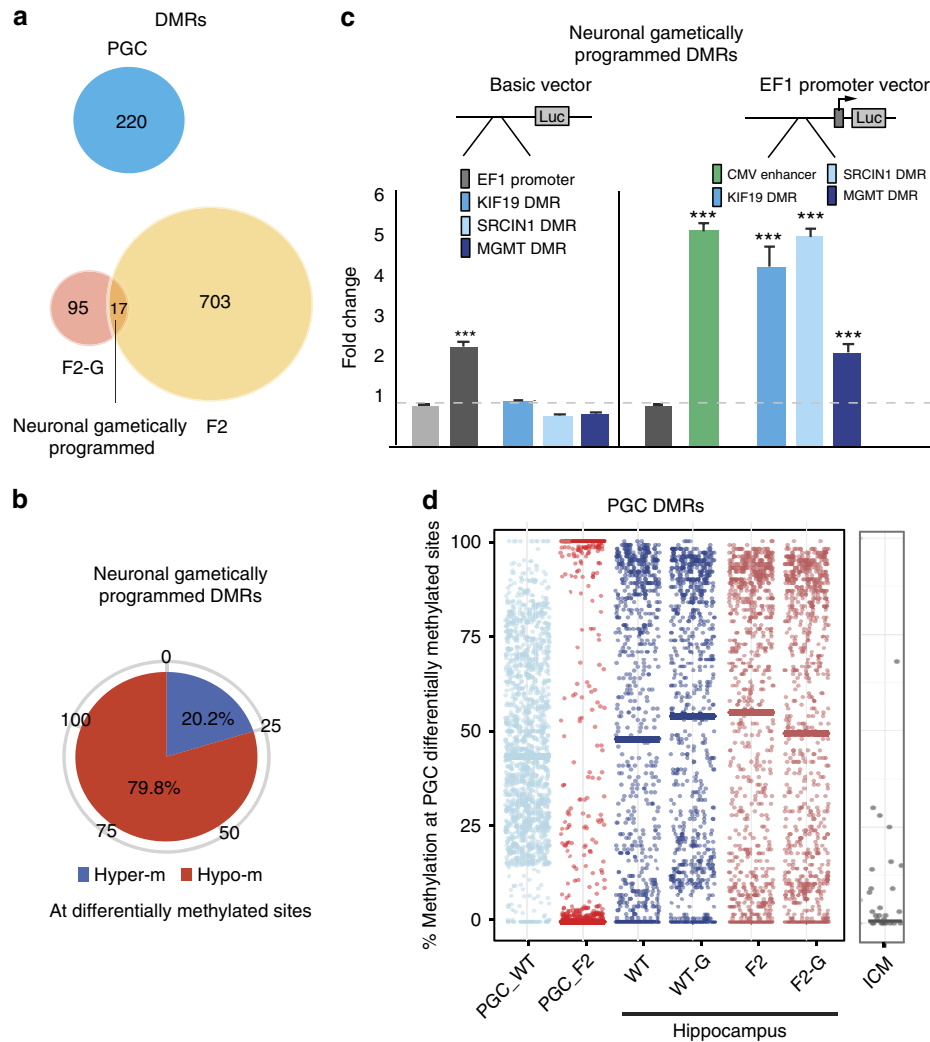 a
DMRs
PGC
220
95
17
703
F2-G
Neuronal gametically
programmed
F2
b
Neuronal gametically
programmed DMRs
0
25
50
75
100
20.2%
79.8%
Hyper-m
Hypo-m
At differentially methylated sites
c
Neuronal gametically
programmed DMRs
Basic vector
Luc
EF1 promoter
KIF19 DMR
SRCIN1 DMR
MGMT DMR
EF1 promoter vector
Luc
CMV enhancer
SRCIN1 DMR
KIF19 DMR
MGMT DMR
Fold change
6
5
4
3
2
1
***
***
***
***
***
d
PGC DMRs
% Methylation at PGC differentially methylated sites
100
75
50
25
0
PGC_WT
PGC_F2
WT
WT-G
F2
F2-G
ICM
Hippocampus